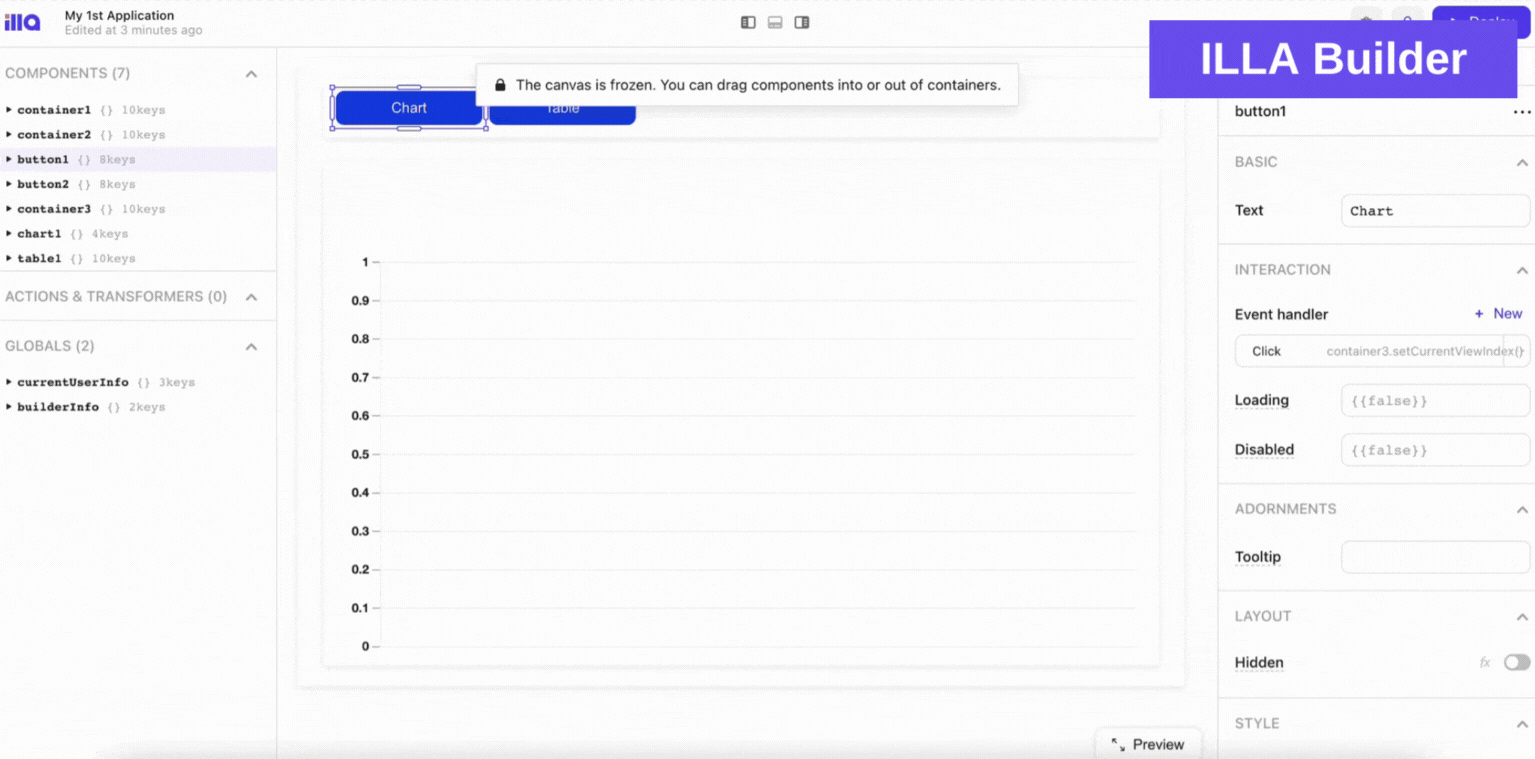 illa
My 1st Application
Edited at 3 minutes ago
Deploy
ILLA Builder
COMPONENTS (7)
container1 {} 10keys
container2 {} 10keys
button1 {} 8keys
button2 {} 8keys
container3 {} 10keys
chart1 {} 4keys
table1 {} 10keys
ACTIONS & TRANSFORMERS (0)
GLOBALS (2)
currentUserInfo {} 3keys
builderInfo {} 2keys
The canvas is frozen. You can drag components into or out of containers.
Chart
Table
1
0.9
0.8
0.7
0.6
0.5
0.4
0.3
0.2
0.1
0
Preview
button1
BASIC
Text
Chart
INTERACTION
Event handler
+ New
Click
container3.setCurrentViewIndex()
Loading
{{false}}
Disabled
{{false}}
ADORNMENTS
Tooltip
LAYOUT
Hidden
fx
STYLE